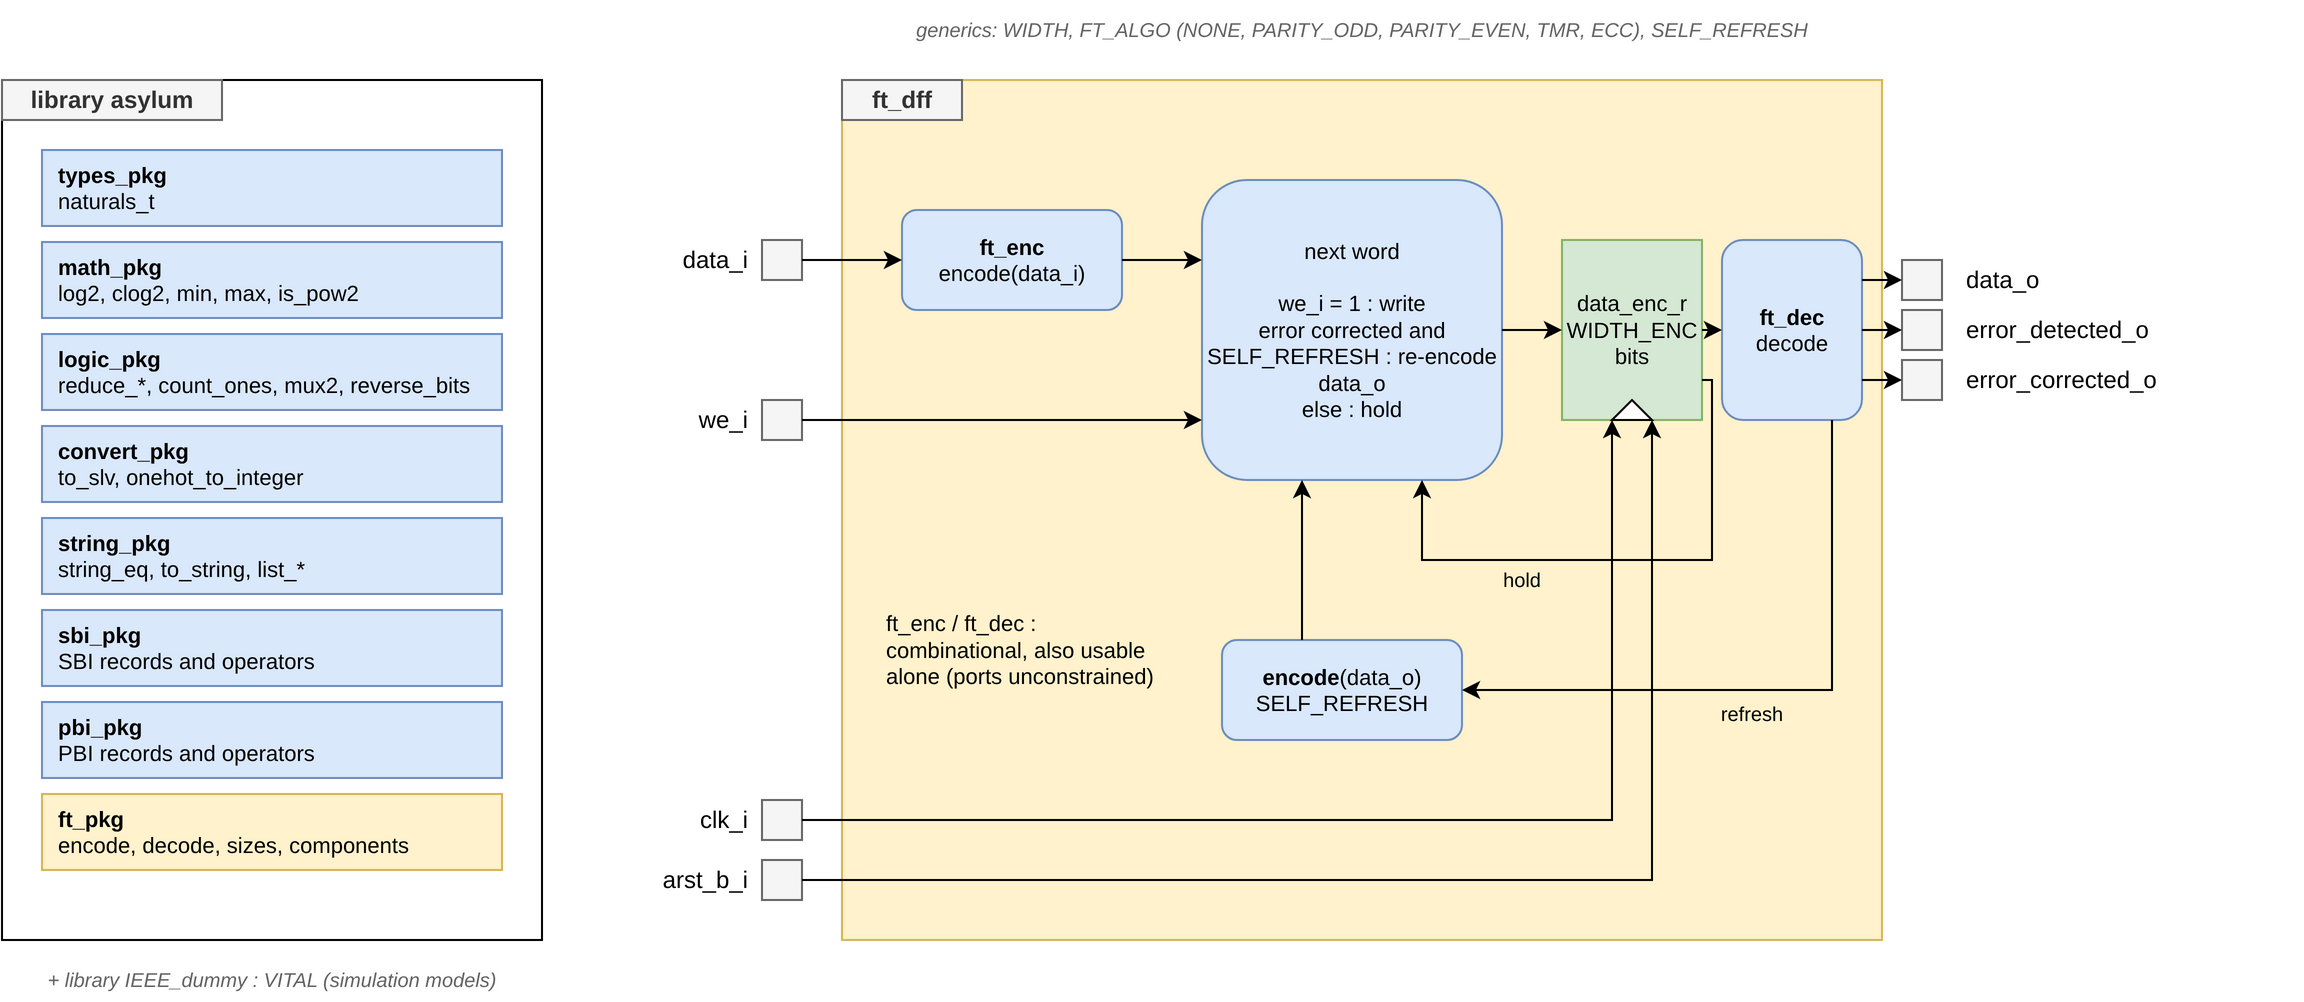 generics: WIDTH, FT_ALGO (NONE, PARITY_ODD, PARITY_EVEN, TMR, ECC), SELF_REFRESH
library asylum
types_pkg
naturals_t
math_pkg
log2, clog2, min, max, is_pow2
logic_pkg
reduce_*, count_ones, mux2, reverse_bits
convert_pkg
to_slv, onehot_to_integer
string_pkg
string_eq, to_string, list_*
sbi_pkg
SBI records and operators
pbi_pkg
PBI records and operators
ft_pkg
encode, decode, sizes, components
+ library IEEE_dummy : VITAL (simulation models)
ft_dff
data_i
we_i
clk_i
arst_b_i
ft_enc
encode(data_i)
next word
we_i = 1 : write
error corrected and
SELF_REFRESH : re-encode
data_o
else : hold
data_enc_r
WIDTH_ENC
bits
ft_dec
decode
data_o
error_detected_o
error_corrected_o
hold
ft_enc / ft_dec :
combinational, also usable
alone (ports unconstrained)
encode(data_o)
SELF_REFRESH
refresh